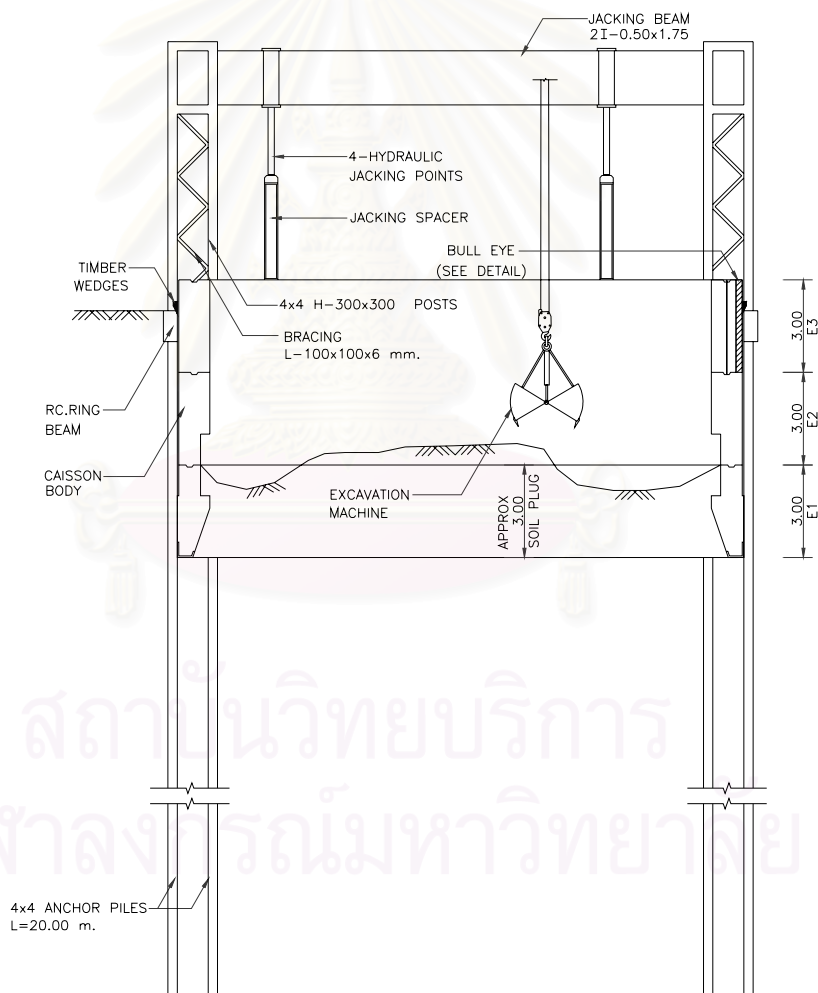 JACKING BEAM
2I-0.50x1.75
4-HYDRAULIC
JACKING POINTS
JACKING SPACER
BULL EYE
(SEE DETAIL)
TIMBER
WEDGES
4x4 H-300x300 POSTS
BRACING
L-100x100x6 mm.
3.00
E3
RC.RING
BEAM
3.00
E2
CAISSON
BODY
EXCAVATION
MACHINE
APPROX
3.00
SOIL PLUG
3.00
E1
สถาบันวิทยบริการ
ฬาลงกรณ์มหาวิทยาลัย
4x4 ANCHOR PILES
L=20.00 m.